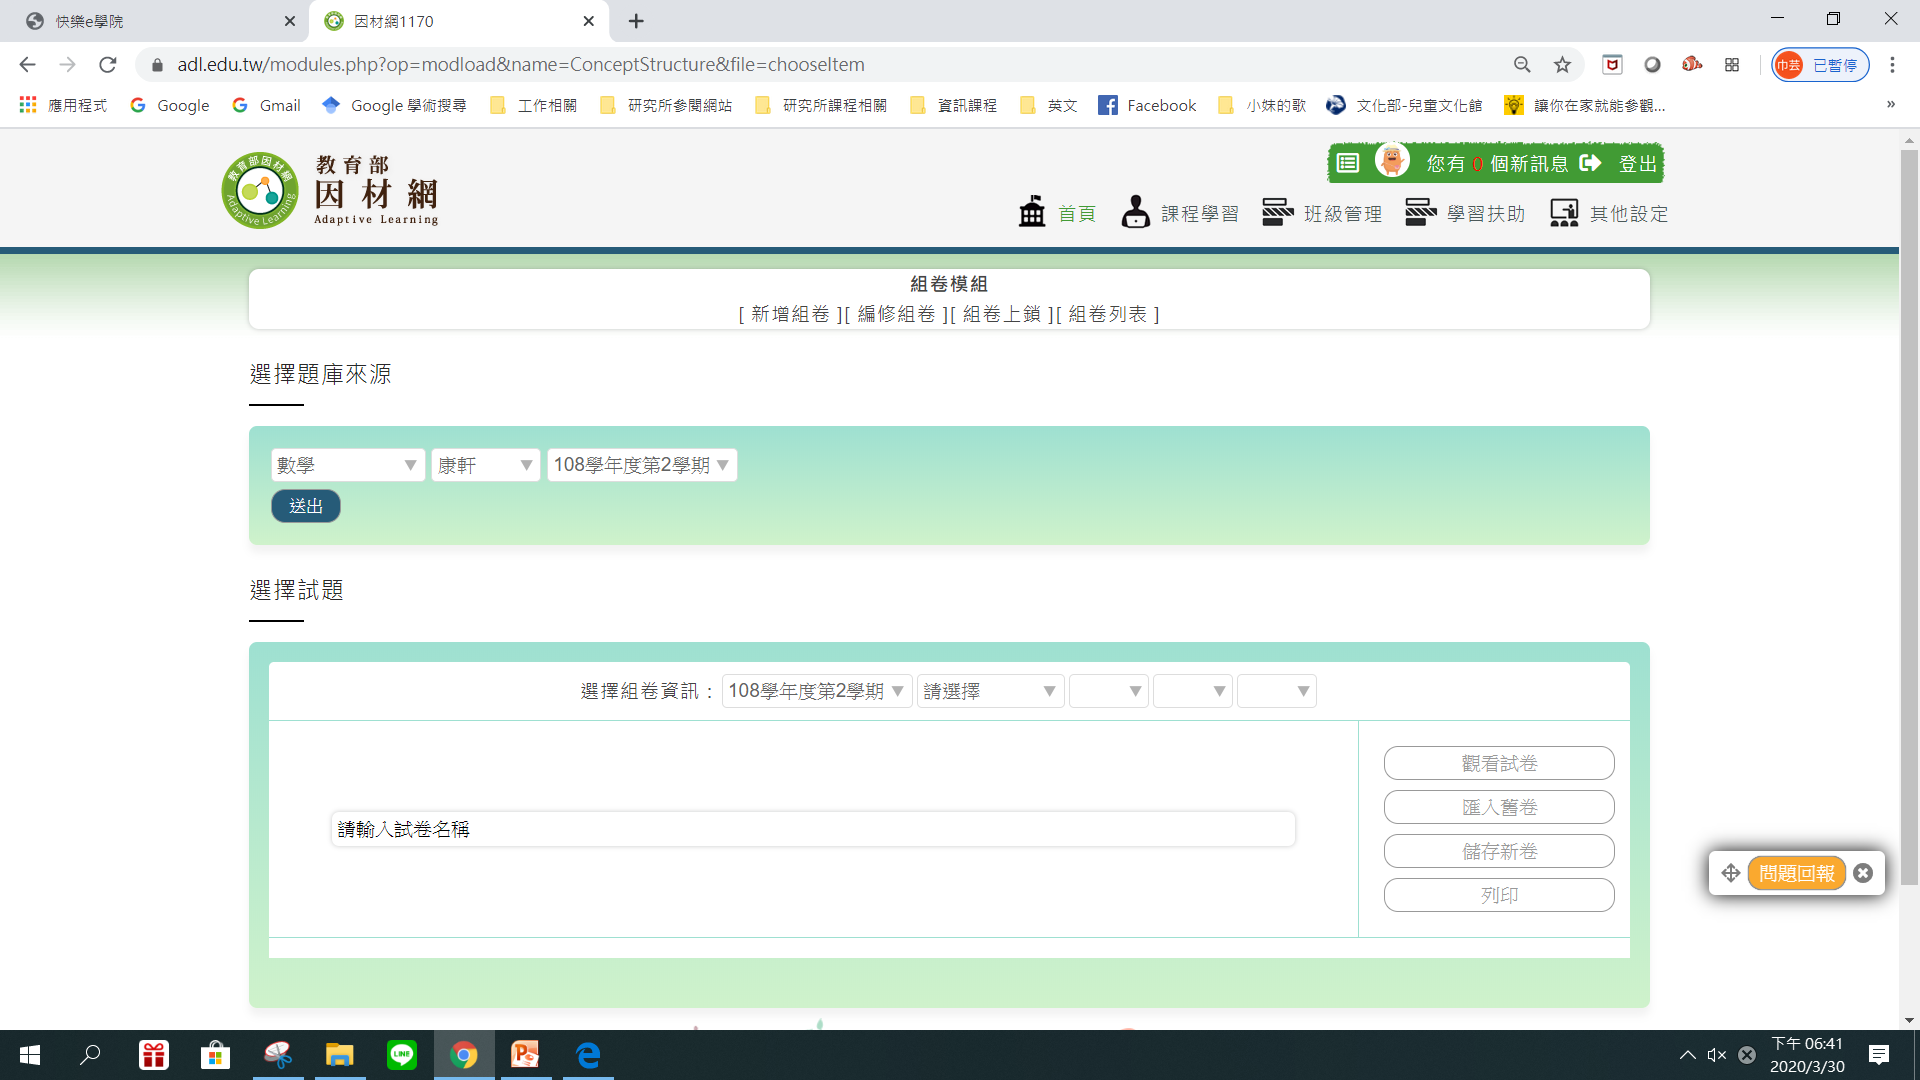 快樂e學院
因材網1170
adl.edu.tw/modules.php?op=modload&name=ConceptStructure&file=chooseItem
巾芸 已暫停
應用程式 Google Gmail Google 學術搜尋 工作相關 研究所參閱網站 研究所課程相關 資訊課程 英文 Facebook 小妹的歌 文化部-兒童文化館 讓你在家就能參觀...
教育部因材網
Adaptive Learning
教育部
因材網
Adaptive Learning
您有 0 個新訊息 登出
首頁 課程學習 班級管理 學習扶助 其他設定
組卷模組
[ 新增組卷 ][ 編修組卷 ][ 組卷上鎖 ][ 組卷列表 ]
選擇題庫來源
數學 康軒 108學年度第2學期
送出
選擇試題
選擇組卷資訊： 108學年度第2學期 請選擇
請輸入試卷名稱
觀看試卷
匯入舊卷
儲存新卷
列印
問題回報
LINE
下午 06:41
2020/3/30